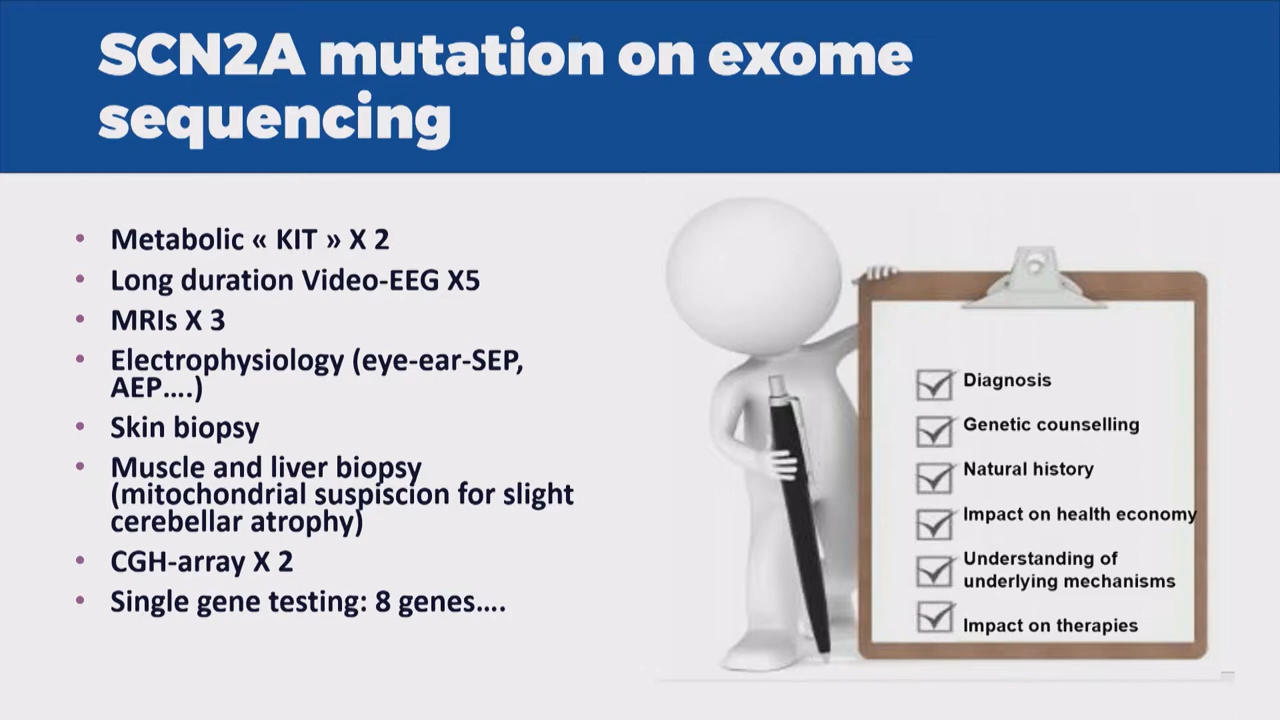 SCN2A mutation on exome
sequencing
• Metabolic « KIT » X 2
• Long duration Video-EEG X5
• MRIs X 3
• Electrophysiology (eye-ear-SEP,
AEP….)
• Skin biopsy
• Muscle and liver biopsy
(mitochondrial suspiscion for slight
cerebellar atrophy)
• CGH-array X 2
• Single gene testing: 8 genes….
Diagnosis
Genetic counselling
Natural history
Impact on health economy
Understanding of
underlying mechanisms
Impact on therapies